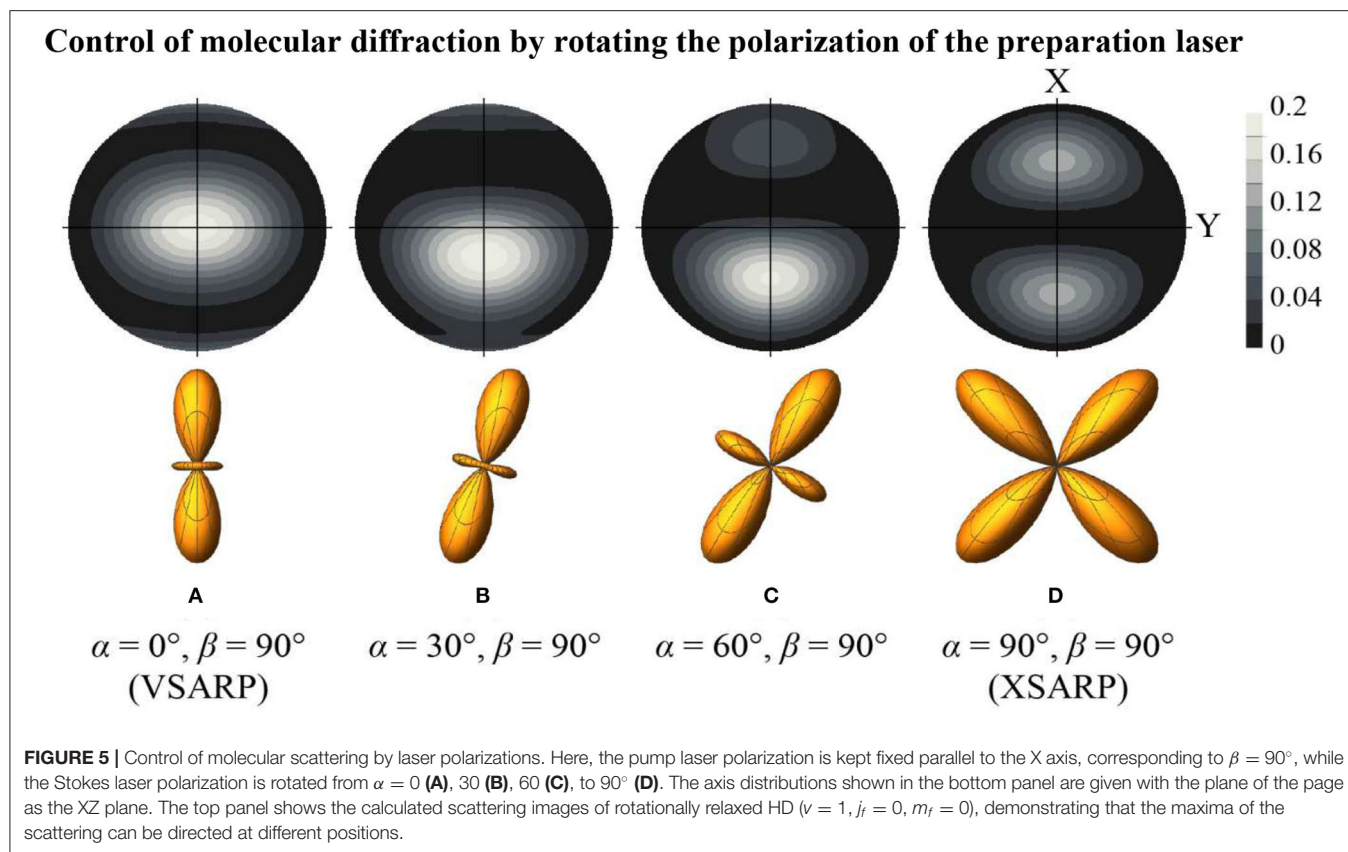 Control of molecular diffraction by rotating the polarization of the preparation laser
X
Y
0.2
0.16
0.12
0.08
0.04
0
A
B
C
D
α = 0°, β = 90°
(VSARP)
α = 30°, β = 90°
α = 60°, β = 90°
α = 90°, β = 90°
(XSARP)
FIGURE 5 | Control of molecular scattering by laser polarizations. Here, the pump laser polarization is kept fixed parallel to the X axis, corresponding to β = 90°, while
the Stokes laser polarization is rotated from α = 0 (A), 30 (B), 60 (C), to 90° (D). The axis distributions shown in the bottom panel are given with the plane of the page
as the XZ plane. The top panel shows the calculated scattering images of rotationally relaxed HD (v = 1, jf = 0, mf = 0), demonstrating that the maxima of the
scattering can be directed at different positions.